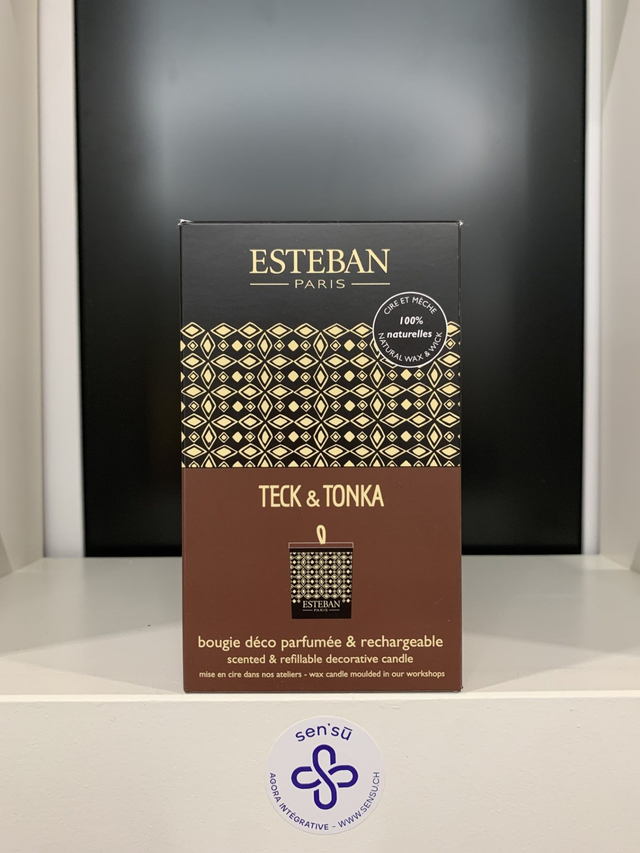 ESTEBAN
PARIS
CIRE ET MÈCHE
100%
naturelles
NATURAL WAX & WICK
TECK & TONKA
ESTEBAN
PARIS
bougie déco parfumée & rechargeable
scented & refillable decorative candle
mise en cire dans nos ateliers - wax candle moulded in our workshops
sen'sū
AGORA INTÉGRATIVE - WWW.SENSU.CH